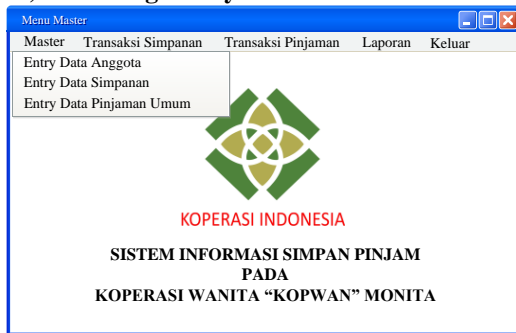 Menu Master
Master Transaksi Simpanan Transaksi Pinjaman Laporan Keluar
Entry Data Anggota
Entry Data Simpanan
Entry Data Pinjaman Umum
KOPERASI INDONESIA
SISTEM INFORMASI SIMPAN PINJAM
PADA
KOPERASI WANITA “KOPWAN” MONITA